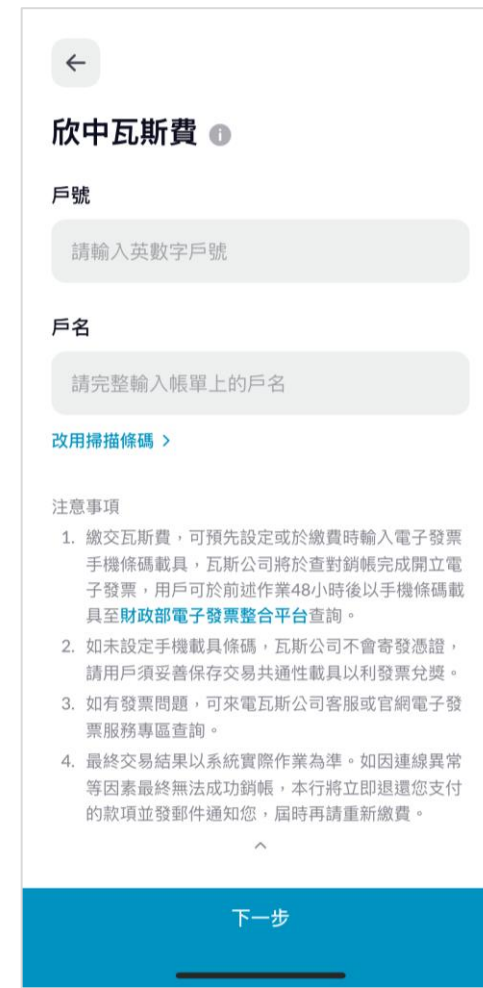 欣中瓦斯費
戶號
請輸入英數字戶號
戶名
請完整輸入帳單上的戶名
改用掃描條碼 >
注意事項
1. 繳交瓦斯費，可預先設定或於繳費時輸入電子發票
手機條碼載具，瓦斯公司將於查對銷帳完成開立電
子發票，用戶可於前述作業48小時後以手機條碼載
具至財政部電子發票整合平台查詢。
2. 如未設定手機載具條碼，瓦斯公司不會寄發憑證，
請用戶須妥善保存交易共通性載具以利發票兌獎。
3. 如有發票問題，可來電瓦斯公司客服或官網電子發
票服務專區查詢。
4. 最終交易結果以系統實際作業為準。如因連線異常
等因素最終無法成功銷帳，本行將立即退還您支付
的款項並發郵件通知您，屆時再請重新繳費。
下一步